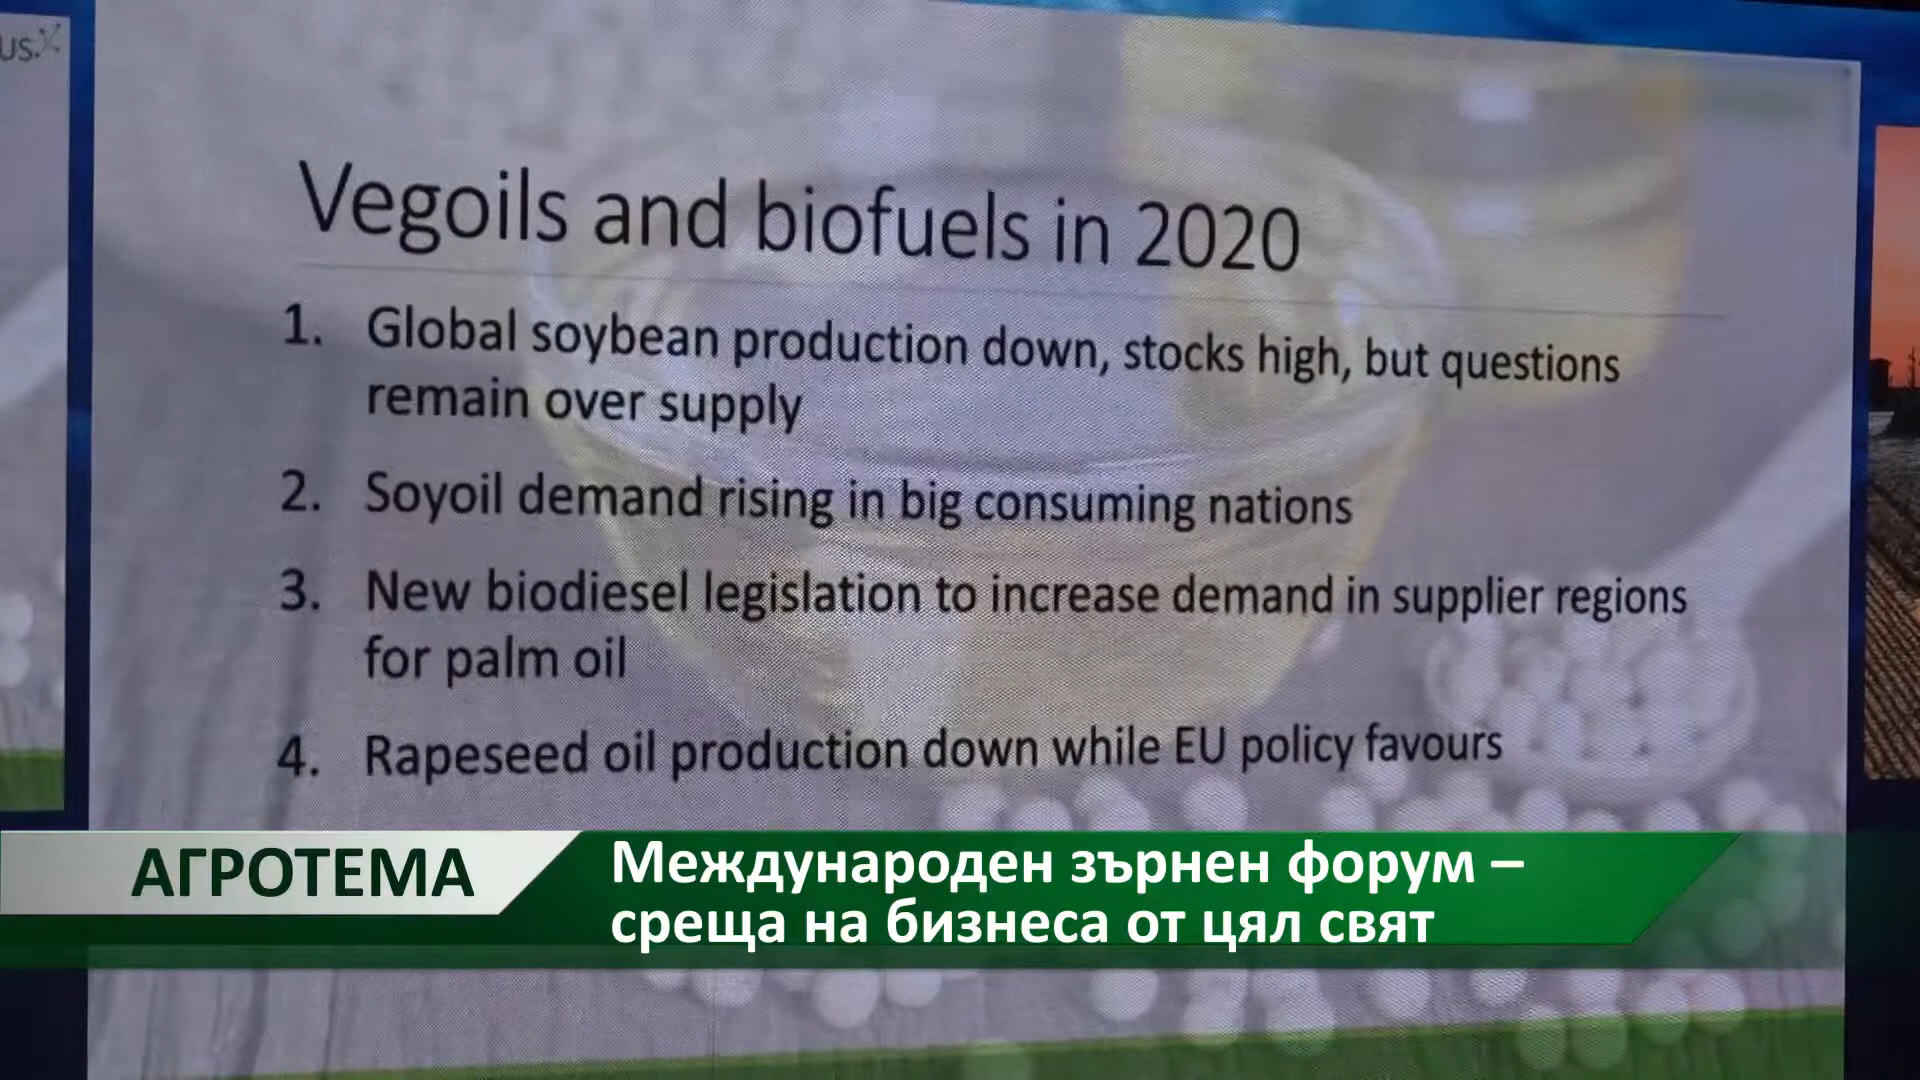 us.
Vegoils and biofuels in 2020
1. Global soybean production down, stocks high, but questions
remain over supply
2. Soyoil demand rising in big consuming nations
3. New biodiesel legislation to increase demand in supplier regions
for palm oil
4. Rapeseed oil production down while EU policy favours
АГРОТЕМА
Международен зърнен форум –
среща на бизнеса от цял свят